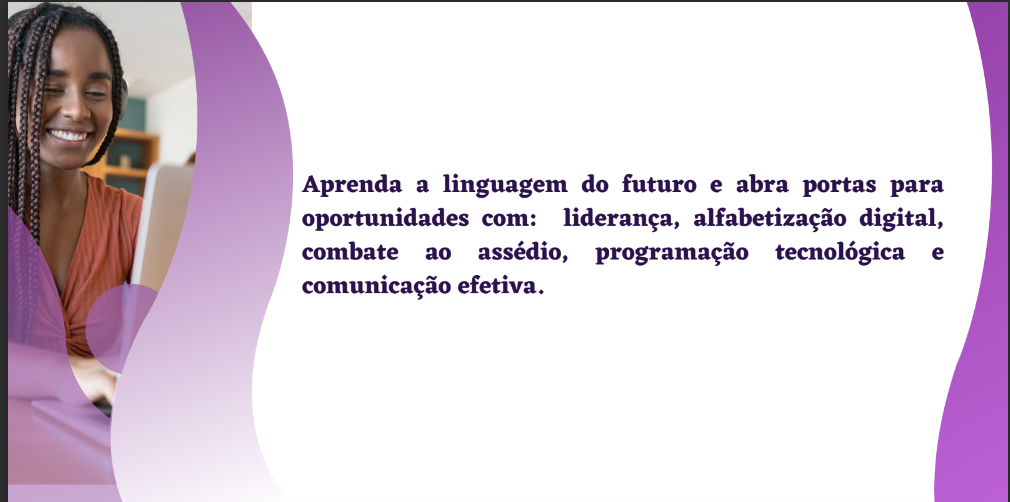 Aprenda a linguagem do futuro e abra portas para
oportunidades com: liderança, alfabetização digital,
combate ao assédio, programação tecnológica e
comunicação efetiva.